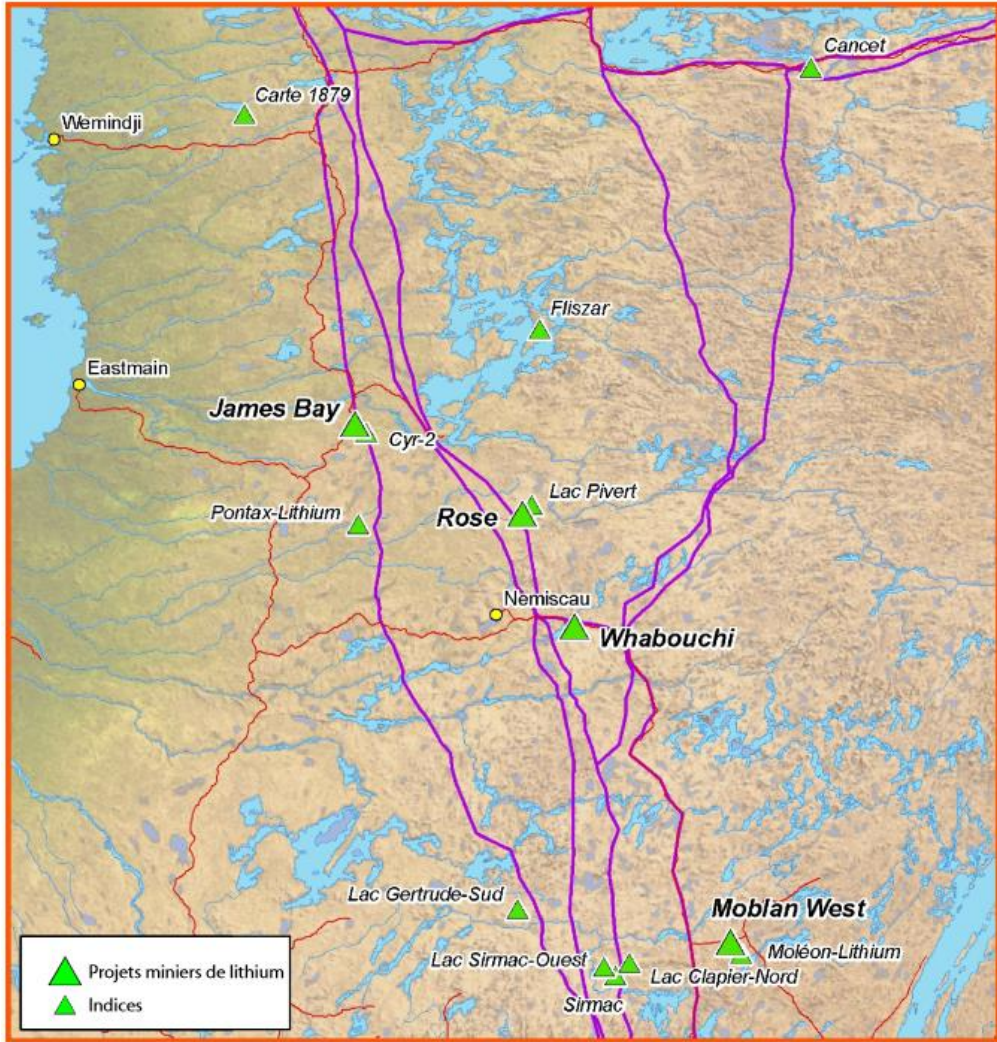 Cancet
Carte 1879
Wemindji
Fliszar
Eastmain
James Bay
Cyr-2
Lac Pivert
Pontax-Lithium
Rose
Nemiscau
Whabouchi
Lac Gertrude-Sud
Moblan West
Lac Sirmac-Ouest
Moléon-Lithium
Lac Clapier-Nord
Sirmac
Projets miniers de lithium
Indices